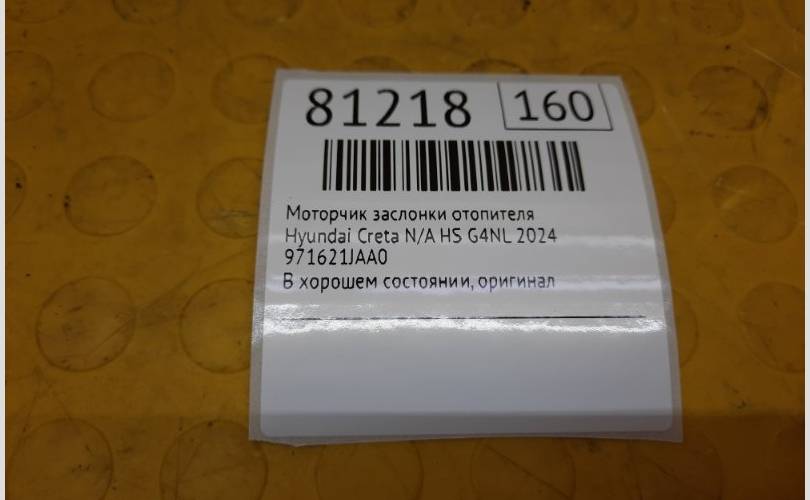 81218 160
Моторчик заслонки отопителя
Hyundai Creta N/A HS G4NL 2024
971621JAA0
В хорошем состоянии, оригинал